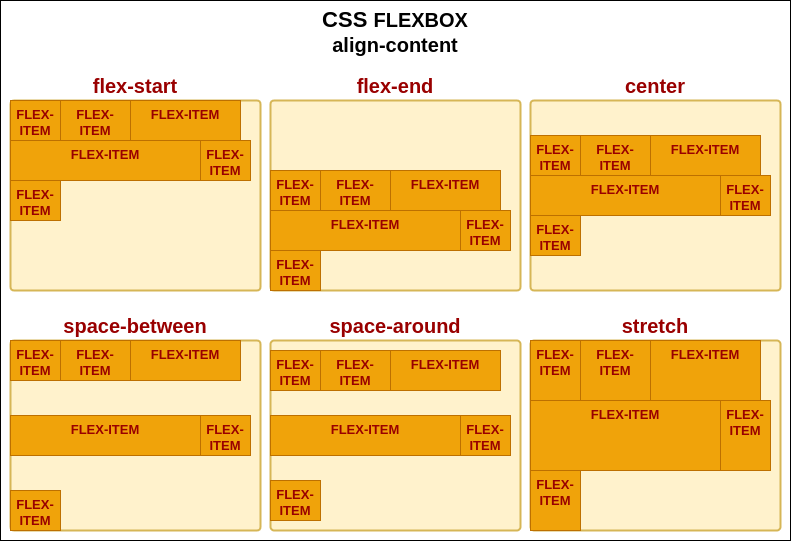 CSS FLEXBOX
align-content
flex-start
FLEX-
ITEM
FLEX-
ITEM
FLEX-ITEM
FLEX-ITEM
FLEX-
ITEM
FLEX-
ITEM
flex-end
FLEX-
ITEM
FLEX-
ITEM
FLEX-ITEM
FLEX-ITEM
FLEX-
ITEM
FLEX-
ITEM
center
FLEX-
ITEM
FLEX-
ITEM
FLEX-ITEM
FLEX-ITEM
FLEX-
ITEM
FLEX-
ITEM
space-between
FLEX-
ITEM
FLEX-
ITEM
FLEX-ITEM
FLEX-ITEM
FLEX-
ITEM
FLEX-
ITEM
space-around
FLEX-
ITEM
FLEX-
ITEM
FLEX-ITEM
FLEX-ITEM
FLEX-
ITEM
FLEX-
ITEM
stretch
FLEX-
ITEM
FLEX-
ITEM
FLEX-ITEM
FLEX-ITEM
FLEX-
ITEM
FLEX-
ITEM